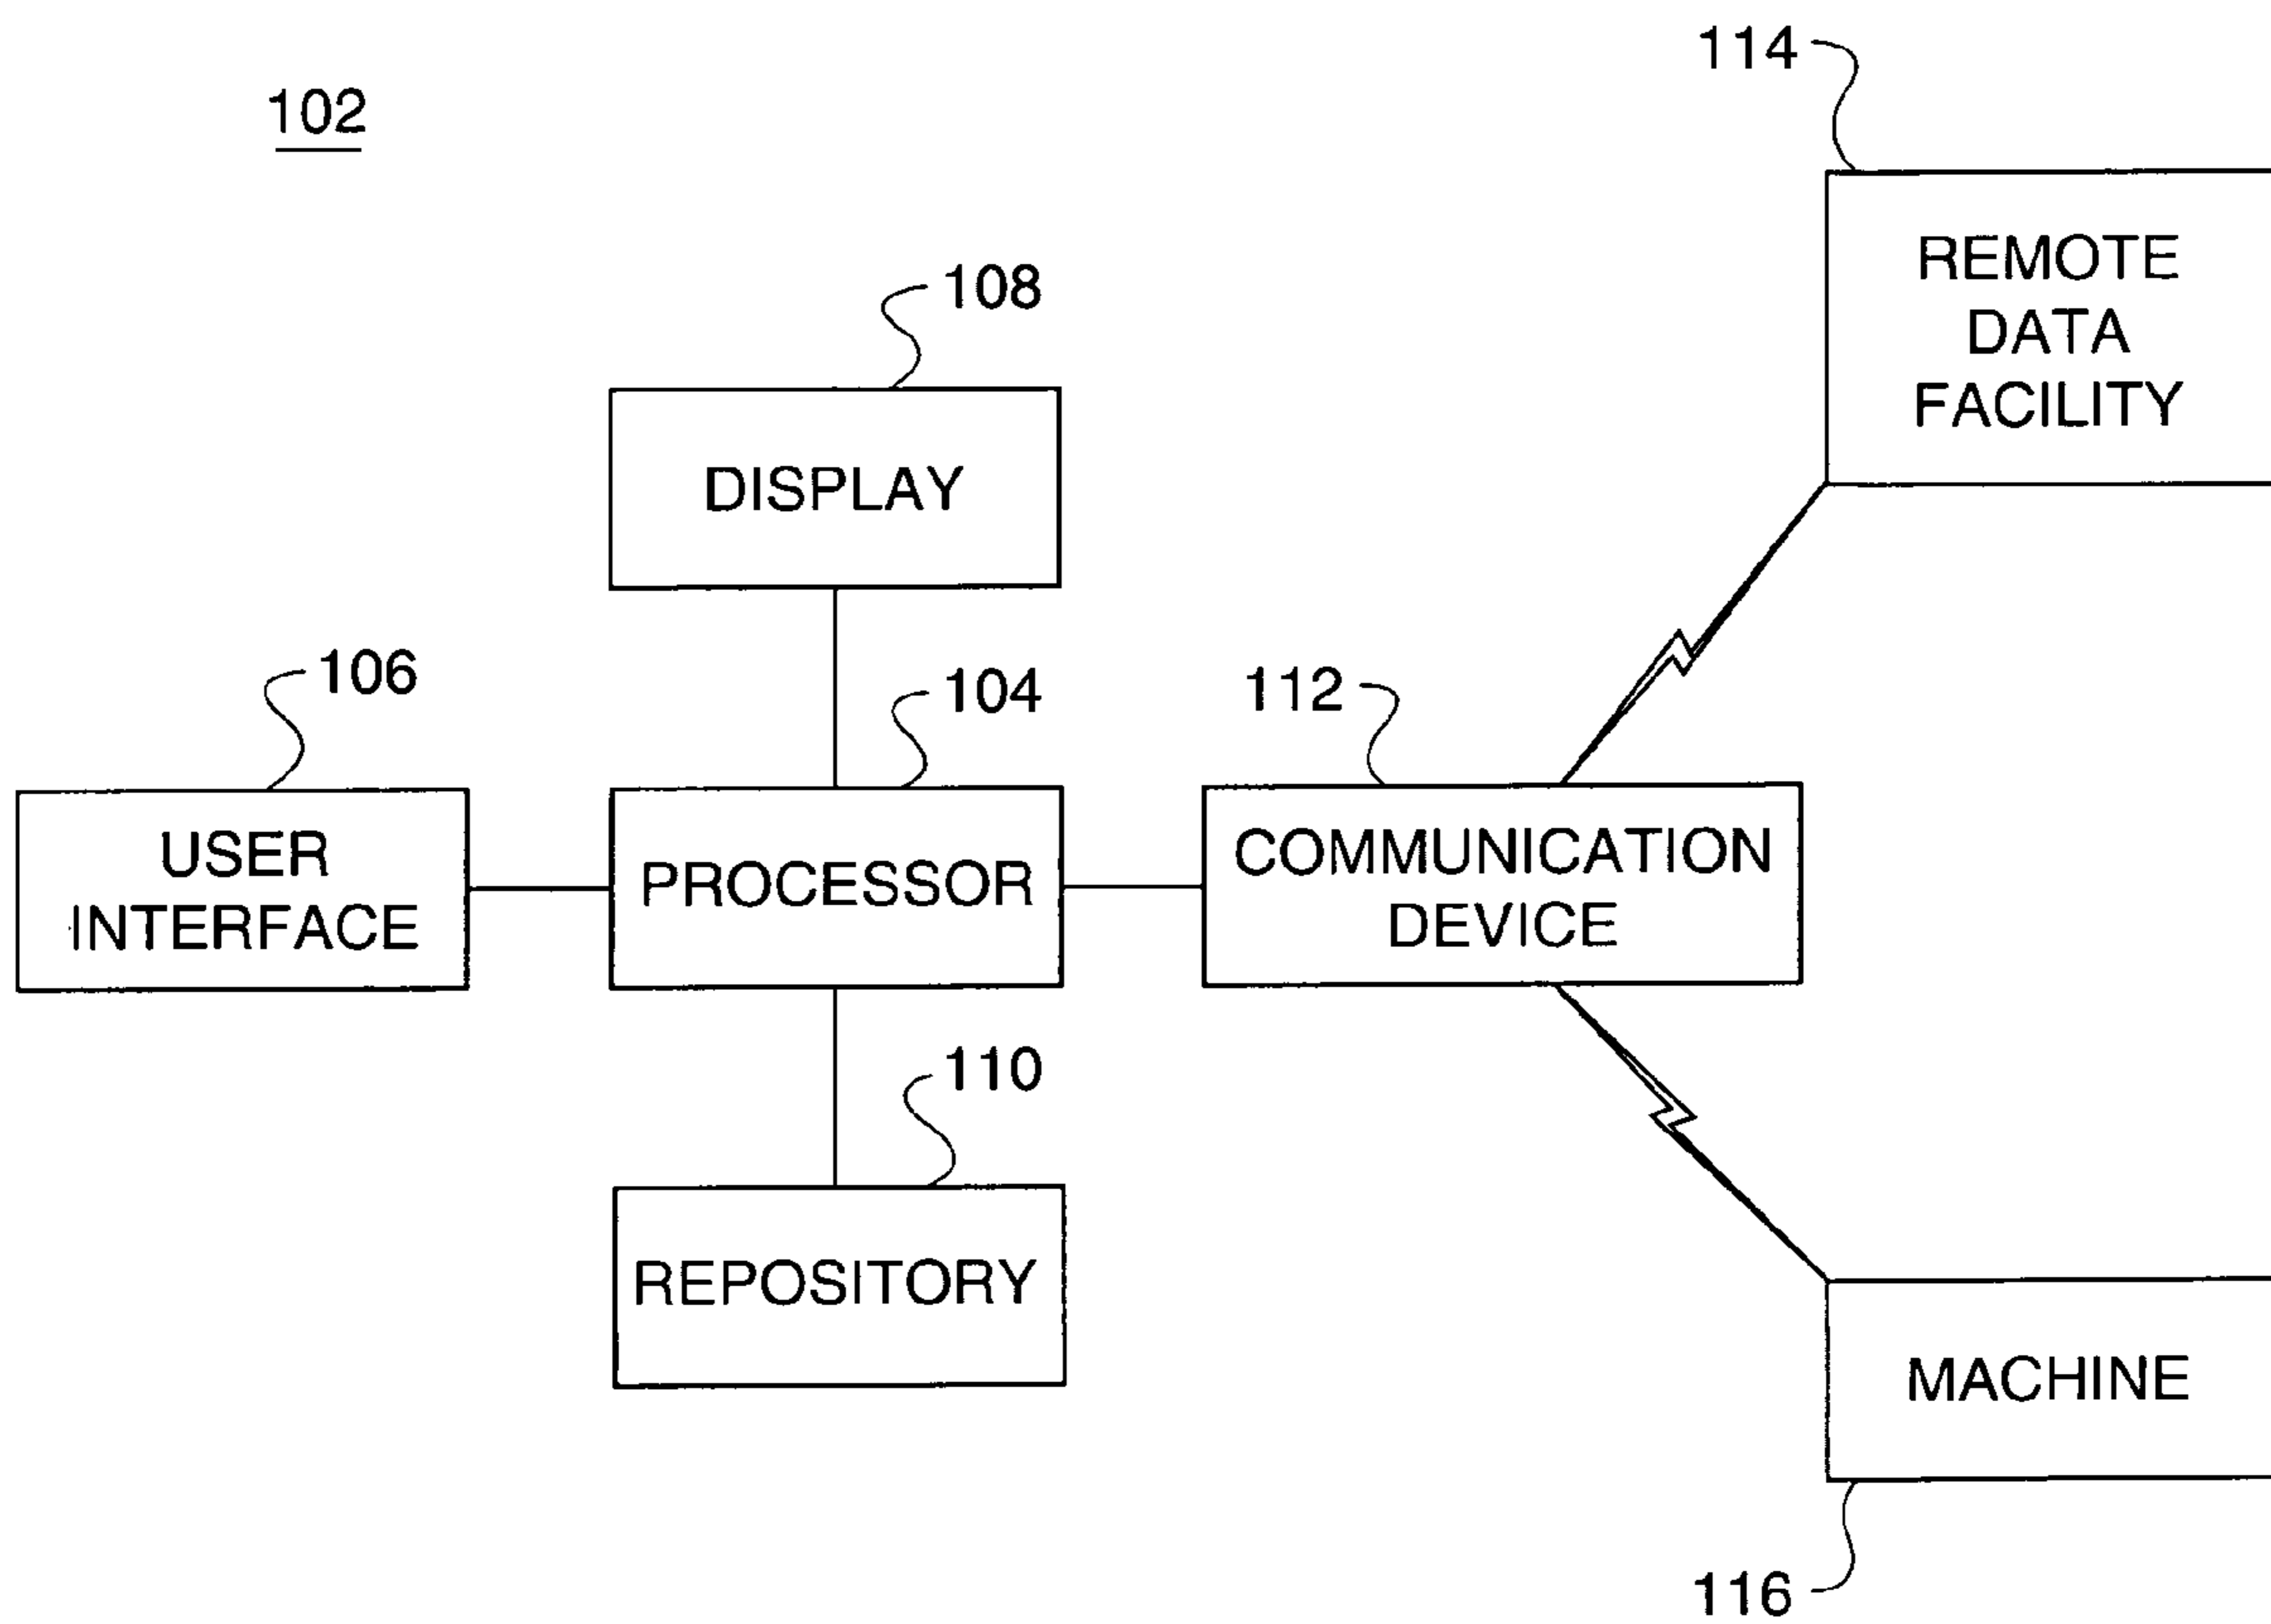 102
114
REMOTE
DATA
FACILITY
108
DISPLAY
106
USER
INTERFACE
104
PROCESSOR
112
COMMUNICATION
DEVICE
110
REPOSITORY
MACHINE
116